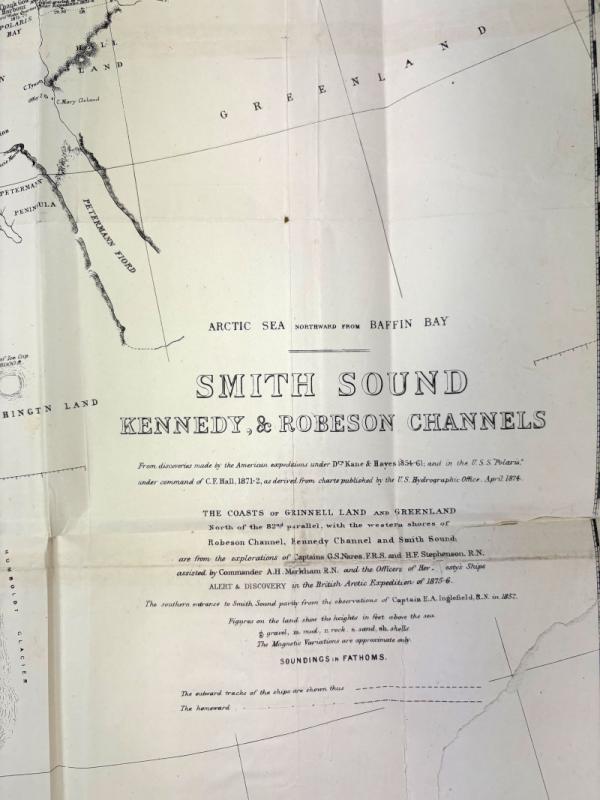 POLARIS
BAY
HALL
LAND
C. Tyson
Offley I.
C. Mary Cleland
GREENLAND
PETERMANN
PENINSULA
PETERMANN FIORD
ARCTIC SEA NORTHWARD FROM BAFFIN BAY
SMITH SOUND
KENNEDY, & ROBESON CHANNELS
HINGTN LAND
From discoveries made by the American expeditions under Drs. Kane & Hayes 1854-61; and in the U.S.S. "Polaris,"
under command of C.F. Hall, 1871-2, as derived from charts published by the U.S. Hydrographic Office, April 1874.
THE COASTS OF GRINNELL LAND AND GREENLAND
North of the 82nd parallel, with the western shores of
Robeson Channel, Kennedy Channel and Smith Sound;
are from the explorations of Captains G.S. Nares, F.R.S. and H.F. Stephenson, R.N.
assisted by Commander A.H. Markham R.N. and the Officers of Her esty's Ships
ALERT & DISCOVERY in the British Arctic Expedition of 1875-6.
The southern entrance to Smith Sound partly from the observations of Captain E.A. Inglefield, R.N. in 1852.
Figures on the land show the heights in feet above the sea.
g. gravel, m. mud, r. rock, s. sand, sh. shells
The Magnetic Variations are approximate only.
SOUNDINGS IN FATHOMS.
HUMBOLDT GLACIER
The outward tracks of the ships are shown thus
The homeward